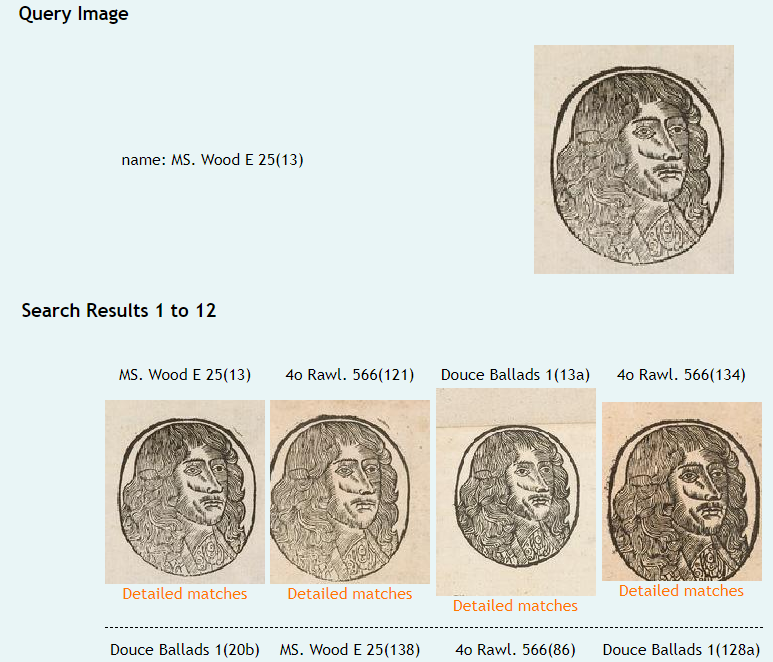 Query Image
name: MS. Wood E 25(13)
Search Results 1 to 12
MS. Wood E 25(13) 4o Rawl. 566(121) Douce Ballads 1(13a) 4o Rawl. 566(134)
Detailed matches Detailed matches Detailed matches Detailed matches
Douce Ballads 1(20b) MS. Wood E 25(138) 4o Rawl. 566(86) Douce Ballads 1(128a)